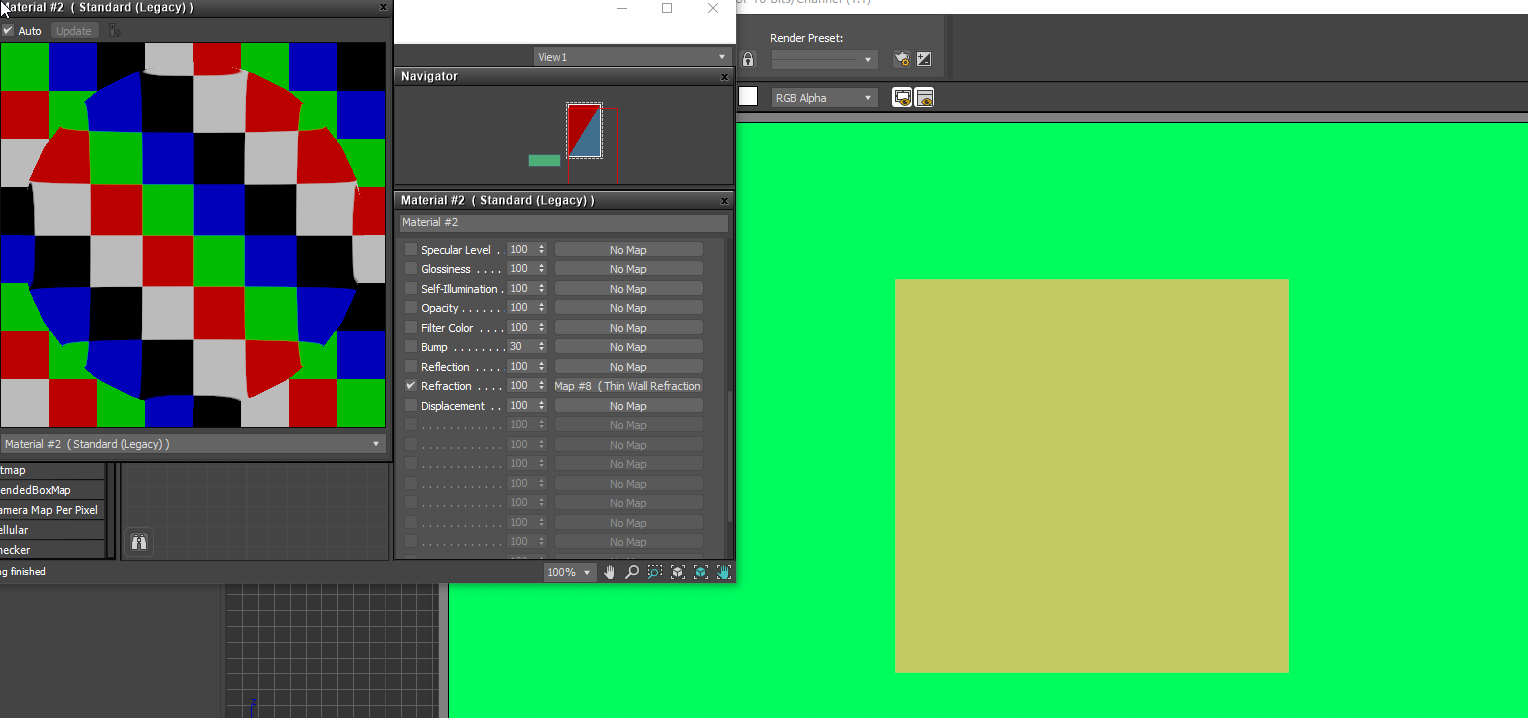 Material #2 ( Standard (Legacy) )
Auto
Update
Material #2 ( Standard (Legacy) )
tmap
endedBoxMap
amera Map Per Pixel
ellular
hecker
g finished
View1
Navigator
Material #2 ( Standard (Legacy) )
Material #2
Specular Level . 100 No Map
Glossiness . . . . 100 No Map
Self-Illumination . 100 No Map
Opacity . . . . . . 100 No Map
Filter Color . . . . 100 No Map
Bump . . . . . . . . 30 No Map
Reflection . . . . 100 No Map
Refraction . . . . 100 Map #8 ( Thin Wall Refraction
Displacement . . 100 No Map
. . . . . . . . . . . . 100 No Map
. . . . . . . . . . . . 100 No Map
. . . . . . . . . . . . 100 No Map
. . . . . . . . . . . . 100 No Map
. . . . . . . . . . . . 100 No Map
. . . . . . . . . . . . 100 No Map
. . . . . . . . . . . . 100 No Map
100%
Render Preset:
RGB Alpha